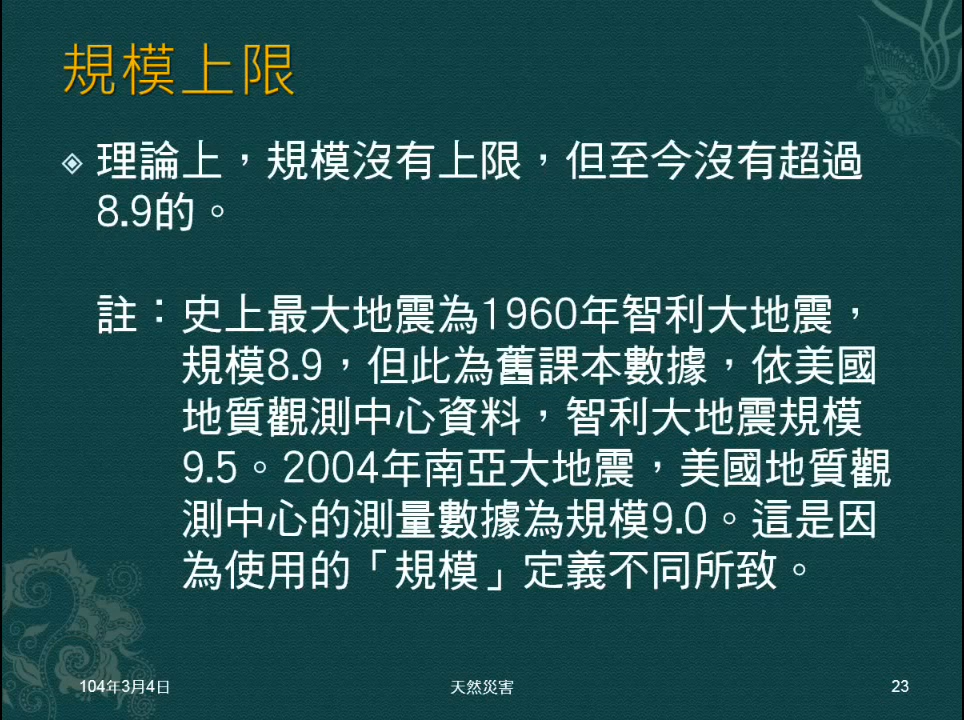 規模上限
理論上，規模沒有上限，但至今沒有超過
8.9的。
註：史上最大地震為1960年智利大地震，
規模8.9，但此為舊課本數據，依美國
地質觀測中心資料，智利大地震規模
9.5。2004年南亞大地震，美國地質觀
測中心的測量數據為規模9.0。這是因
為使用的「規模」定義不同所致。
104年3月4日
天然災害
23